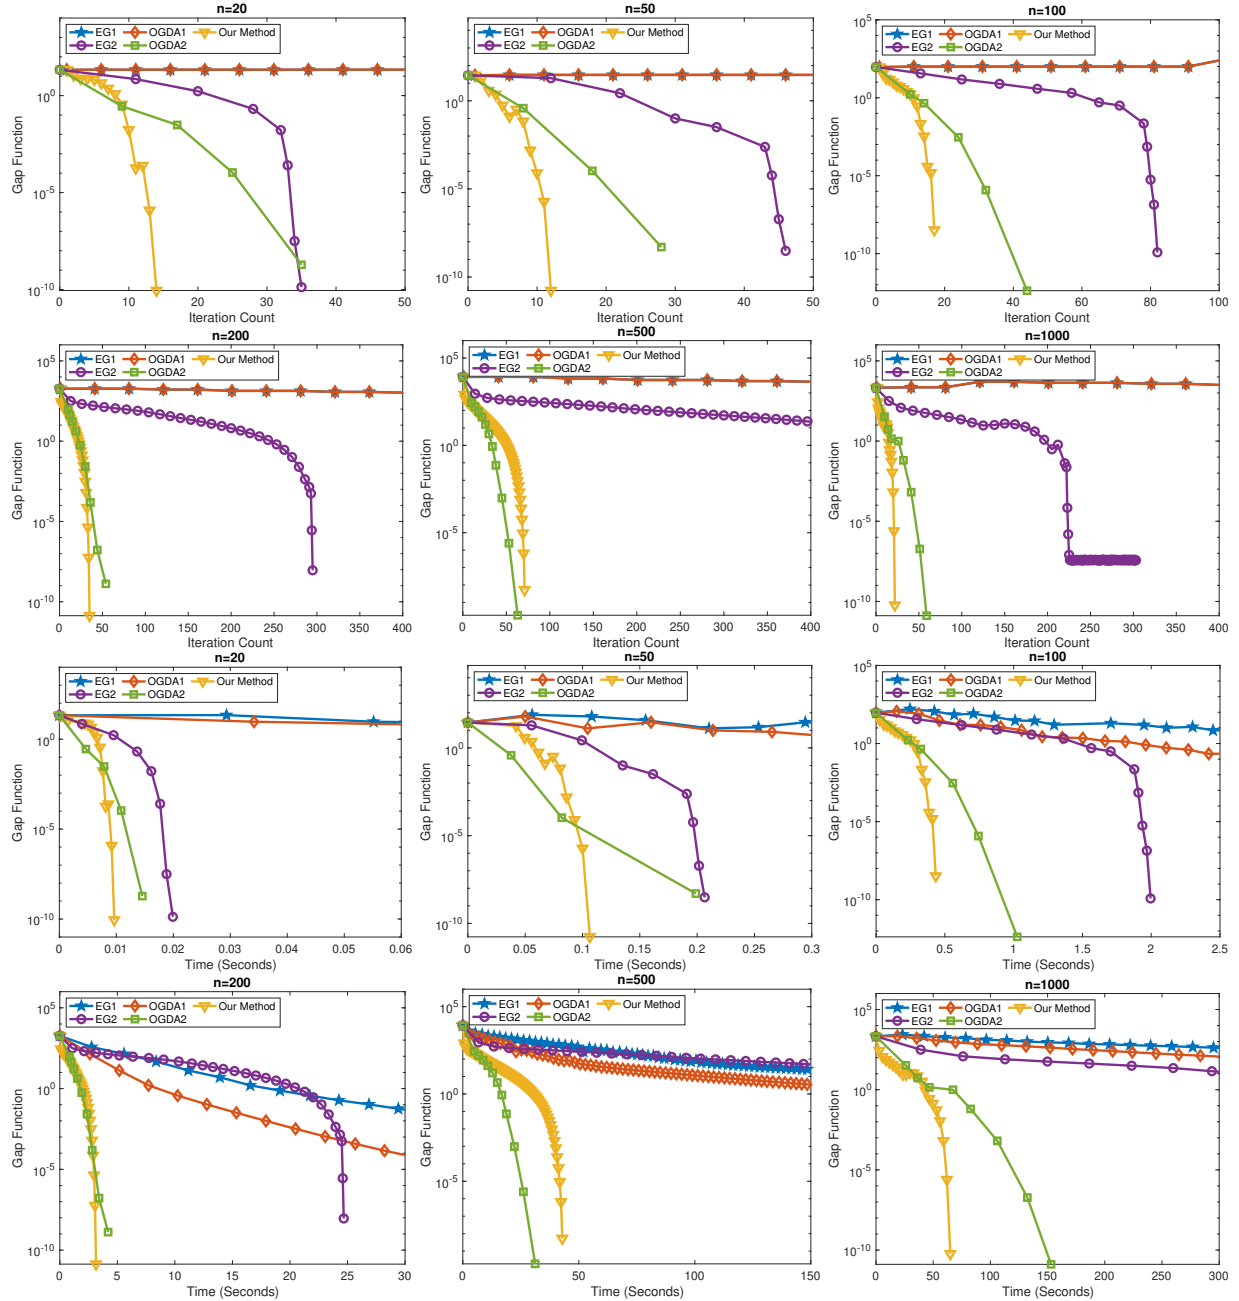 n=20
EG1 OGDA1 Our Method
EG2 OGDA2
Gap Function
10^0
10^-5
10^-10
0 10 20 30 40 50
Iteration Count
n=50
EG1 OGDA1 Our Method
EG2 OGDA2
Gap Function
10^0
10^-5
10^-10
0 10 20 30 40 50
Iteration Count
n=100
EG1 OGDA1 Our Method
EG2 OGDA2
Gap Function
10^5
10^0
10^-5
10^-10
0 20 40 60 80 100
Iteration Count
n=200
EG1 OGDA1 Our Method
EG2 OGDA2
Gap Function
10^5
10^0
10^-5
10^-10
0 50 100 150 200 250 300 350 400
Iteration Count
n=500
EG1 OGDA1 Our Method
EG2 OGDA2
Gap Function
10^5
10^0
10^-5
0 50 100 150 200 250 300 350 400
Iteration Count
n=1000
EG1 OGDA1 Our Method
EG2 OGDA2
Gap Function
10^5
10^0
10^-5
10^-10
0 50 100 150 200 250 300 350 400
Iteration Count
n=20
EG1 OGDA1 Our Method
EG2 OGDA2
Gap Function
10^0
10^-5
10^-10
0 0.01 0.02 0.03 0.04 0.05 0.06
Time (Seconds)
n=50
EG1 OGDA1 Our Method
EG2 OGDA2
Gap Function
10^0
10^-5
10^-10
0 0.05 0.1 0.15 0.2 0.25 0.3
Time (Seconds)
n=100
EG1 OGDA1 Our Method
EG2 OGDA2
Gap Function
10^5
10^0
10^-5
10^-10
0 0.5 1 1.5 2 2.5
Time (Seconds)
n=200
EG1 OGDA1 Our Method
EG2 OGDA2
Gap Function
10^5
10^0
10^-5
10^-10
0 5 10 15 20 25 30
Time (Seconds)
n=500
EG1 OGDA1 Our Method
EG2 OGDA2
Gap Function
10^5
10^0
10^-5
0 50 100 150
Time (Seconds)
n=1000
EG1 OGDA1 Our Method
EG2 OGDA2
Gap Function
10^5
10^0
10^-5
10^-10
0 50 100 150 200 250 300
Time (Seconds)